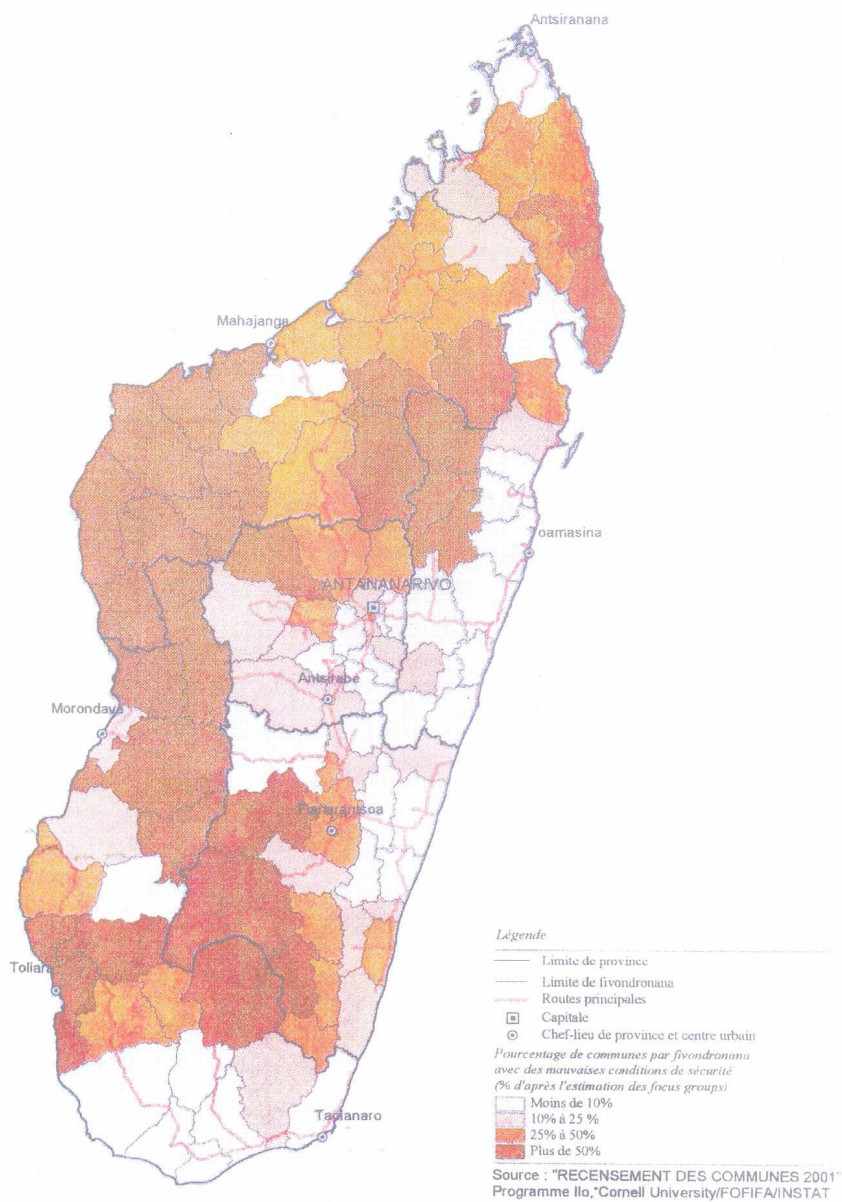 Antsiranana
Mahajanga
Toamasina
ANTANANARIVO
Antsirabe
Morondava
Fianarantsoa
Toliara
Taolanaro
Légende
Limite de province
Limite de fivondronana
Routes principales
Capitale
Chef-lieu de province et centre urbain
Pourcentage de communes par fivondronana
avec des mauvaises conditions de sécurité
(% d'après l'estimation des focus groups)
Moins de 10%
10% à 25 %
25% à 50%
Plus de 50%
Source : "RECENSEMENT DES COMMUNES 2001"
Programme Ilo,"Cornell University/FOFIFA/INSTAT